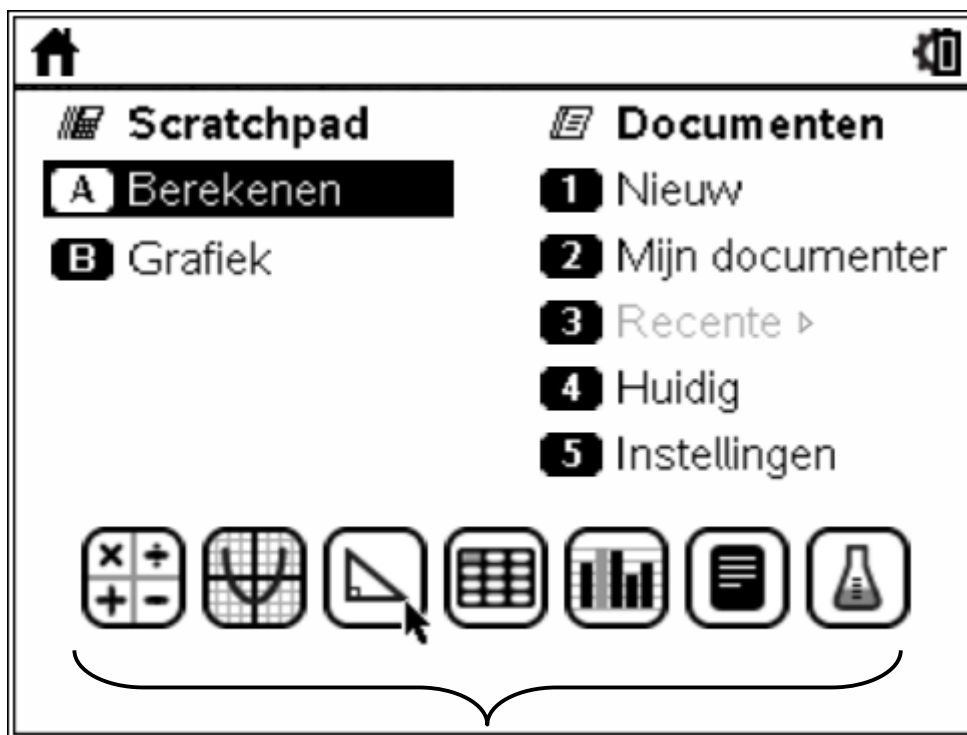 Scratchpad
A Berekenen
B Grafiek
Documenten
1 Nieuw
2 Mijn documenter
3 Recente ▹
4 Huidig
5 Instellingen